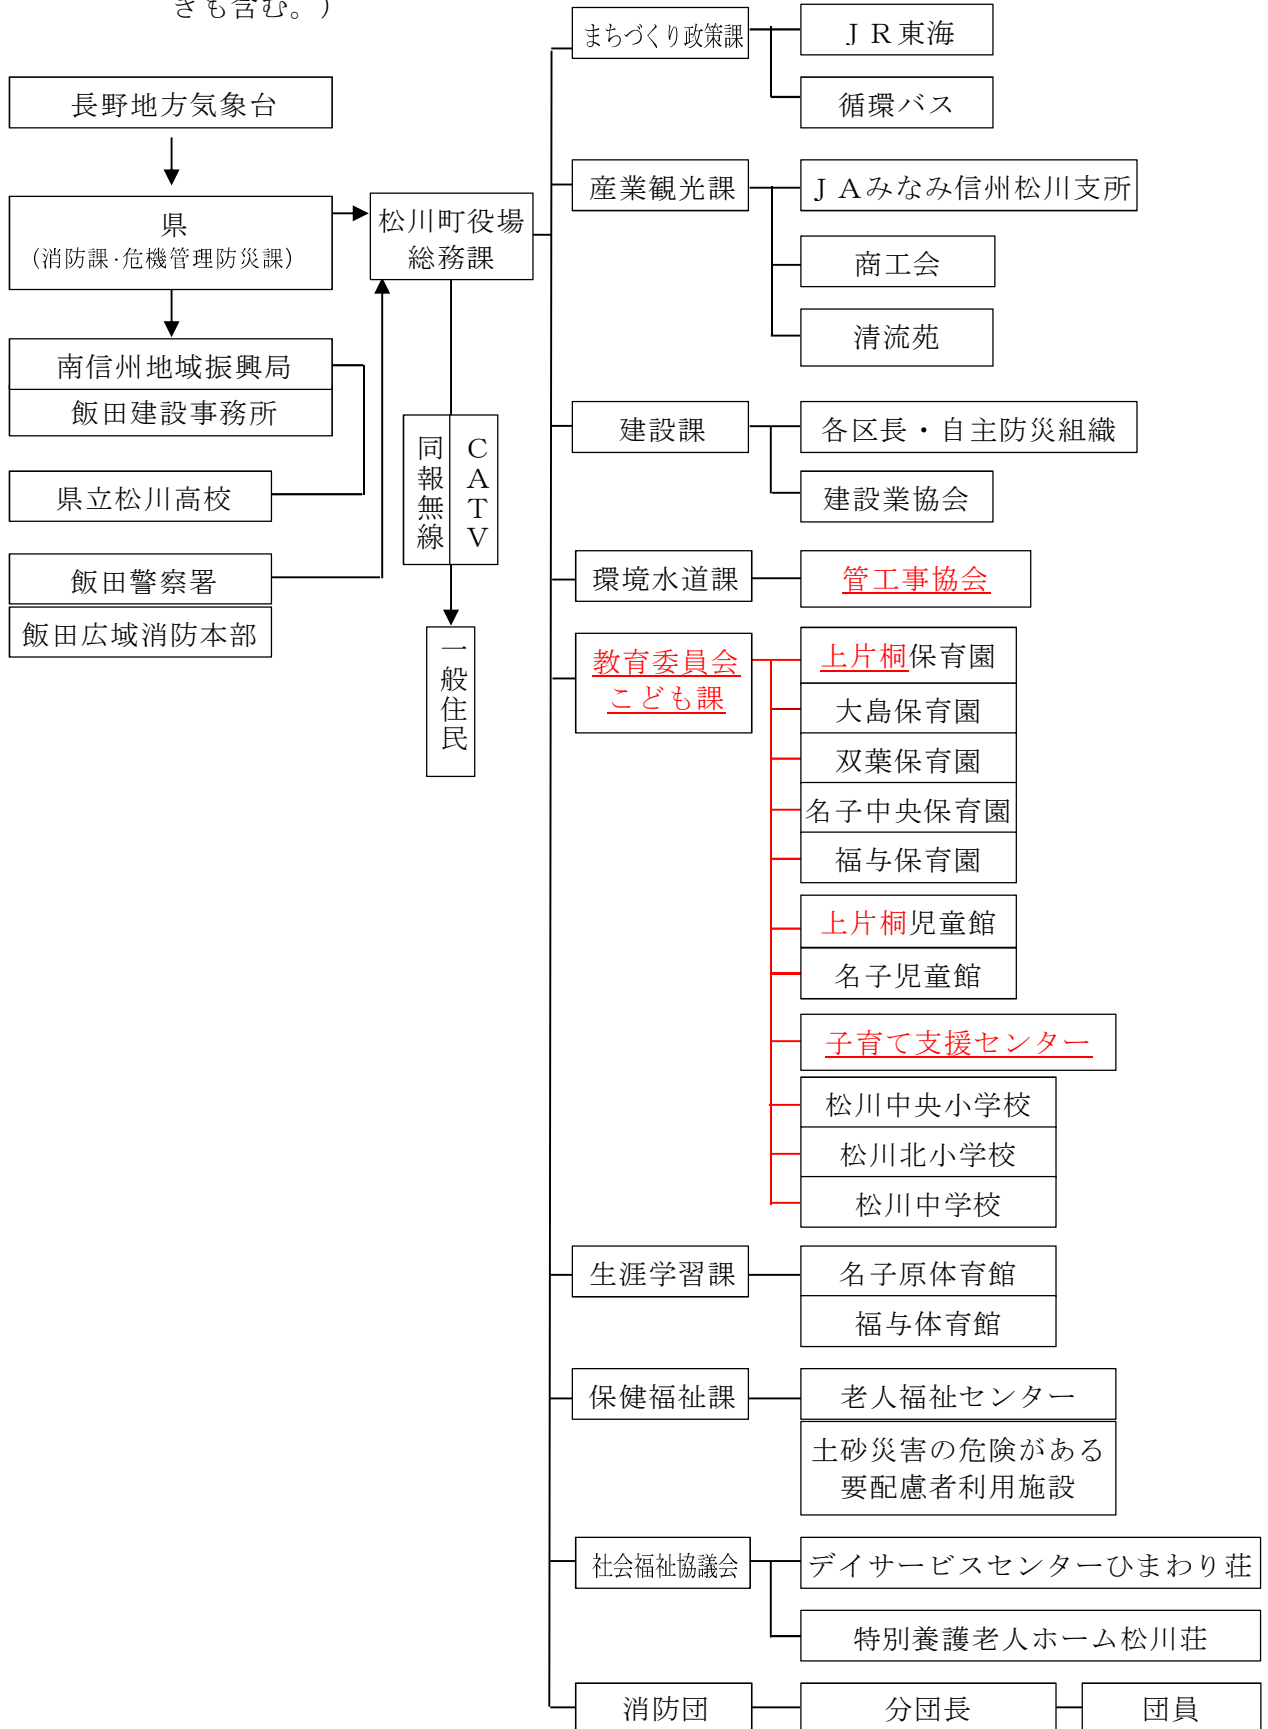 きも含む。）
長野地方気象台
県
（消防課・危機管理防災課）
南信州地域振興局
飯田建設事務所
県立松川高校
飯田警察署
飯田広域消防本部
松川町役場
総務課
同報無線
ＣＡＴＶ
一般住民
まちづくり政策課
ＪＲ東海
循環バス
産業観光課
ＪＡみなみ信州松川支所
商工会
清流苑
建設課
各区長・自主防災組織
建設業協会
環境水道課
管工事協会
教育委員会
こども課
上片桐保育園
大島保育園
双葉保育園
名子中央保育園
福与保育園
上片桐児童館
名子児童館
子育て支援センター
松川中央小学校
松川北小学校
松川中学校
生涯学習課
名子原体育館
福与体育館
保健福祉課
老人福祉センター
土砂災害の危険がある
要配慮者利用施設
社会福祉協議会
デイサービスセンターひまわり荘
特別養護老人ホーム松川荘
消防団
分団長
団員